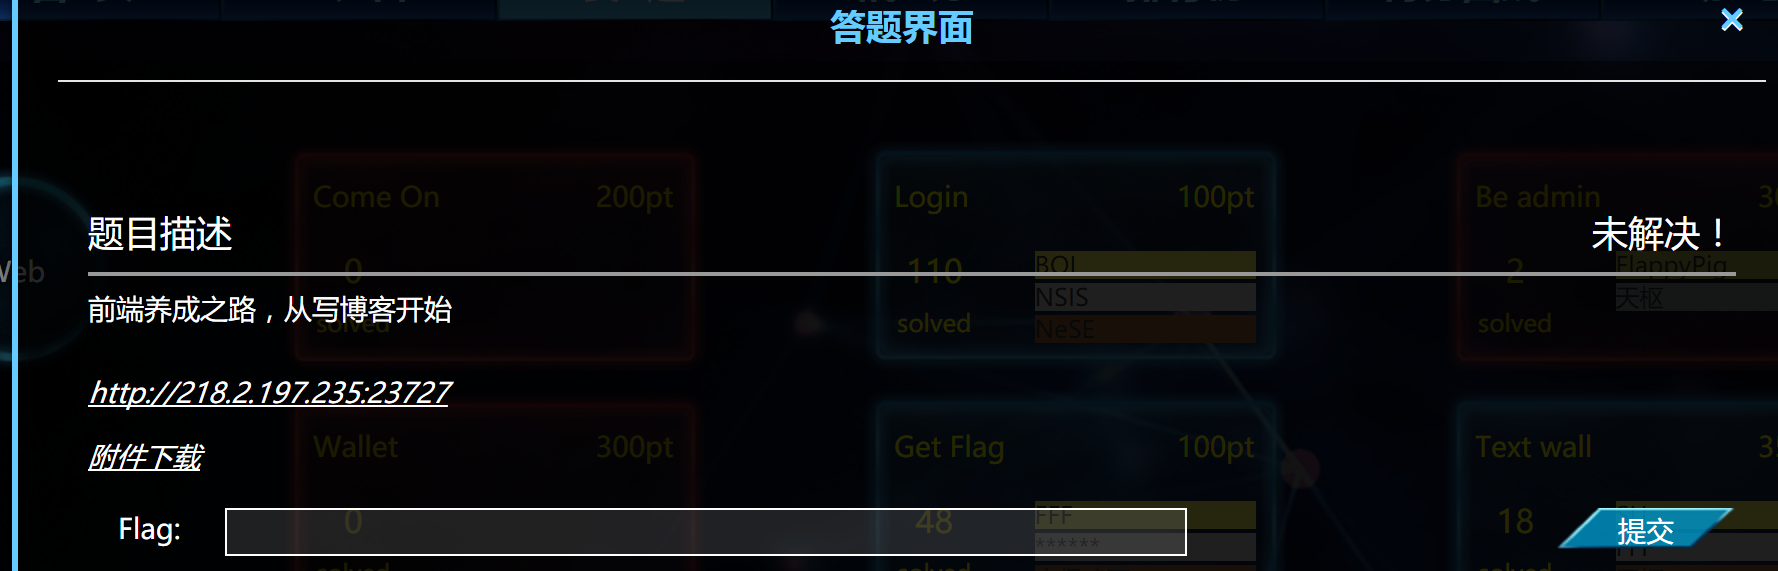 答题界面
×
Come On 200pt
Login 100pt
Be admin
题目描述 未解决！
Web
0
110
BOI
2
FlappyPig
NSIS
天枢
前端养成之路，从写博客开始
solved
solved
NeSE
solved
http://218.2.197.235:23727
Wallet 300pt
Get Flag 100pt
Text wall
附件下载
Flag:
0
48
FFF
18
提交
******